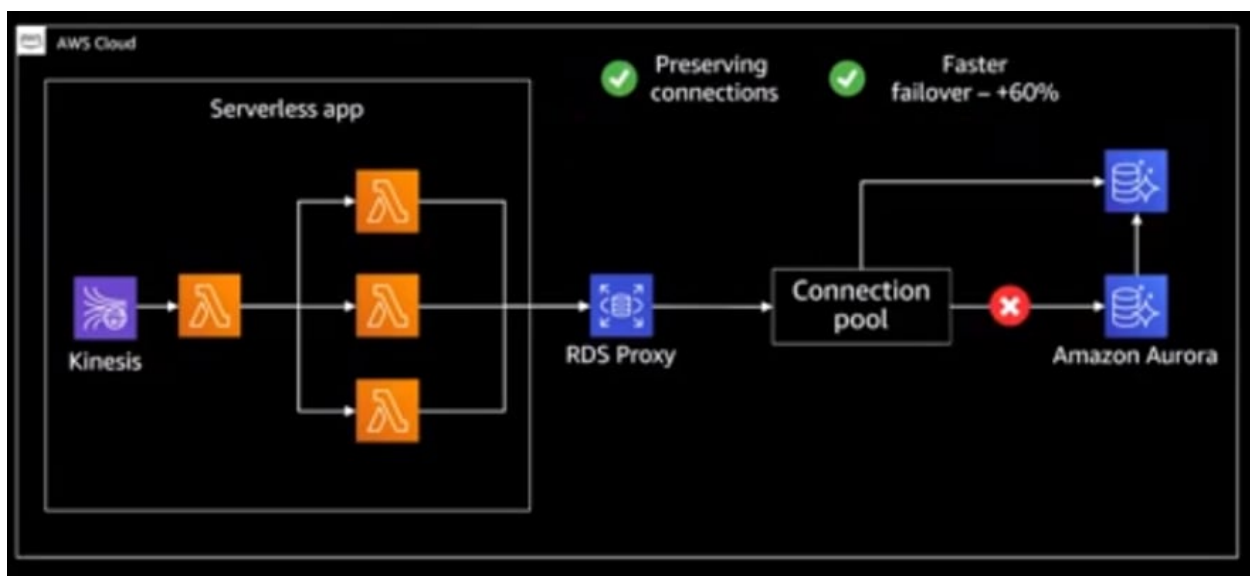 AWS Cloud
Preserving
connections
Faster
failover – +60%
Serverless app
Kinesis
RDS Proxy
Connection
pool
Amazon Aurora